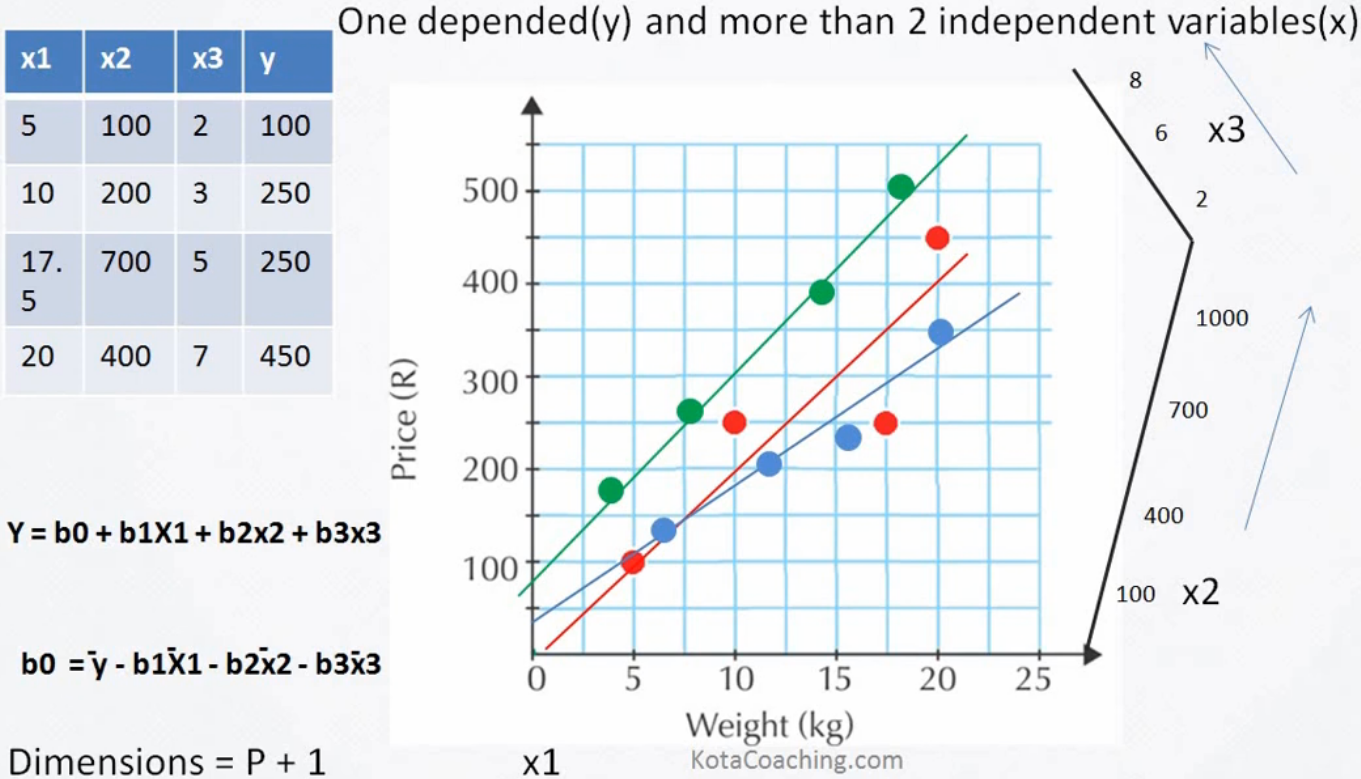 One depended(y) and more than 2 independent variables(x)
x1 x2 x3 y
5 100 2 100
10 200 3 250
17.
5 700 5 250
20 400 7 450
Y = b0 + b1X1 + b2x2 + b3x3
b0 = y̅ - b1X̅1 - b2x̅2 - b3x̅3
Dimensions = P + 1
500
400
300
200
100
Price (R)
0 5 10 15 20 25
Weight (kg)
x1
KotaCoaching.com
8
6 x3
2
1000
700
400
100 x2